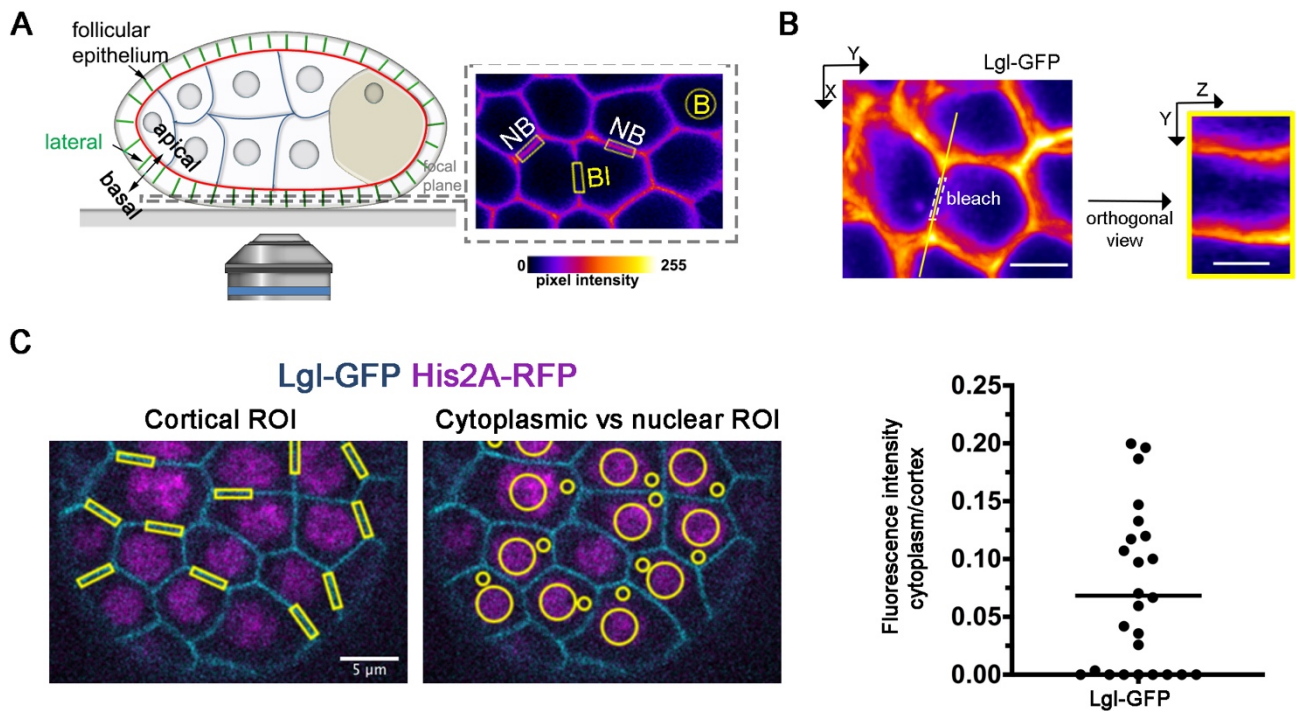 A
follicular
epithelium
lateral
apical
basal
focal
plane
NB
NB
B
BI
0
255
pixel intensity
B
Y
X
Lgl-GFP
bleach
orthogonal
view
Z
Y
C
Lgl-GFP His2A-RFP
Cortical ROI
Cytoplasmic vs nuclear ROI
5 µm
Fluorescence intensity
cytoplasm/cortex
0.25
0.20
0.15
0.10
0.05
0.00
Lgl-GFP